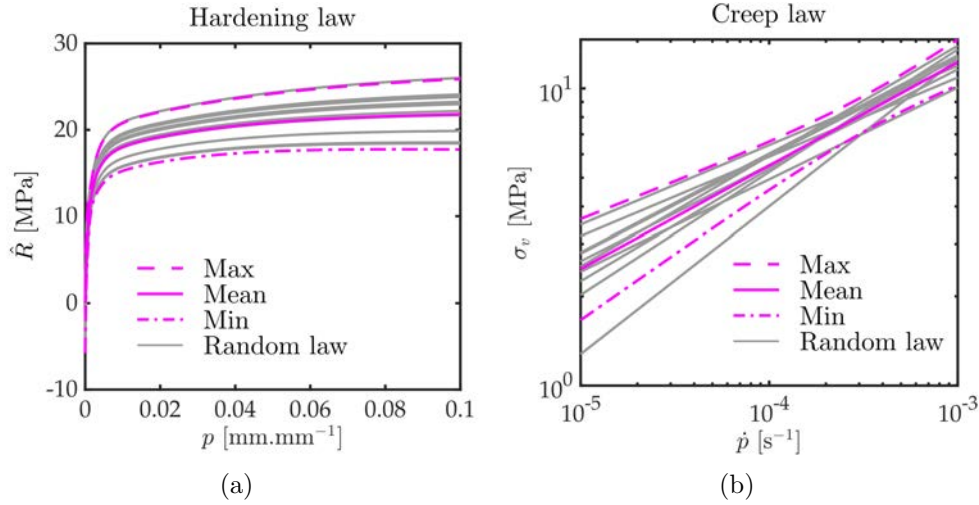 Hardening law
30
20
10
0
-10
R̂ [MPa]
Max
Mean
Min
Random law
0
0.02
0.04
0.06
0.08
0.1
p [mm.mm⁻¹]
(a)
Creep law
10¹
10⁰
σᵥ [MPa]
Max
Mean
Min
Random law
10⁻⁵
10⁻⁴
10⁻³
ṗ [s⁻¹]
(b)